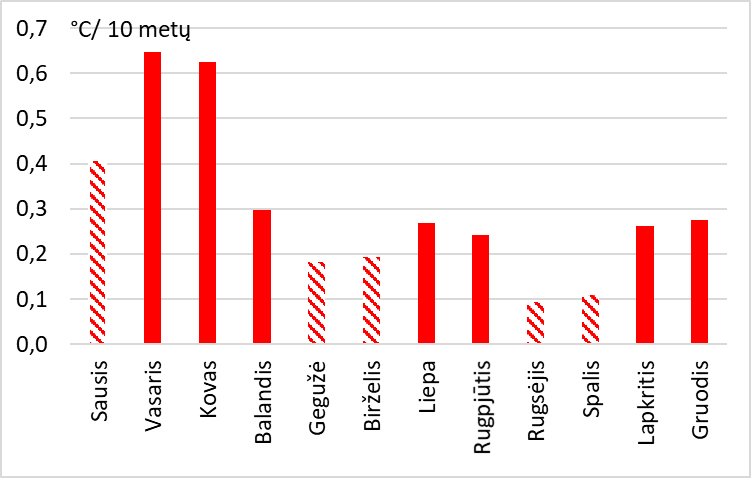 °C/ 10 metų
0,7
0,6
0,5
0,4
0,3
0,2
0,1
0,0
Sausis
Vasaris
Kovas
Balandis
Gegužė
Birželis
Liepa
Rugpjūtis
Rugsėjis
Spalis
Lapkritis
Gruodis